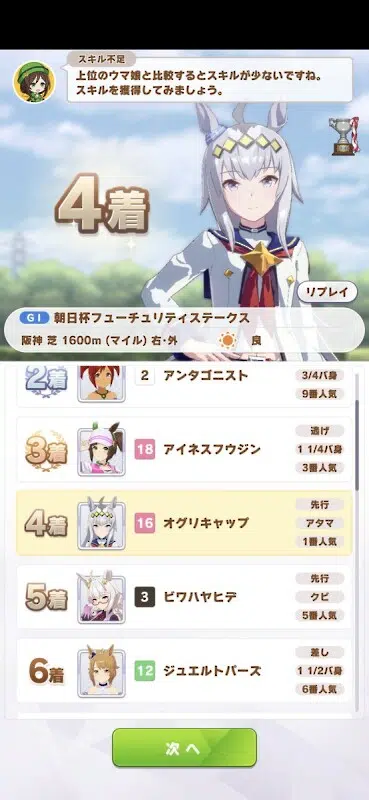 スキル不足
上位のウマ娘と比較するとスキルが少ないですね。
スキルを獲得してみましょう。
4着
リプレイ
GI 朝日杯フューチュリティステークス
阪神 芝 1600m (マイル) 右・外 良
2着 2 アンタゴニスト
3/4バ身
9番人気
逃げ
3着 18 アイネスフウジン 1 1/4バ身
3番人気
先行
4着 16 オグリキャップ アタマ
1番人気
先行
5着 3 ビワハヤヒデ クビ
5番人気
差し
6着 12 ジュエルトパーズ 1 1/2バ身
6番人気
次へ